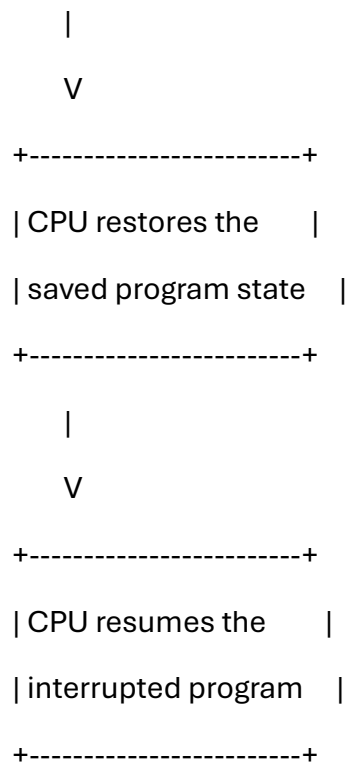 |
V
+-------------------------+
| CPU restores the |
| saved program state |
+-------------------------+
|
V
+-------------------------+
| CPU resumes the |
| interrupted program |
+-------------------------+